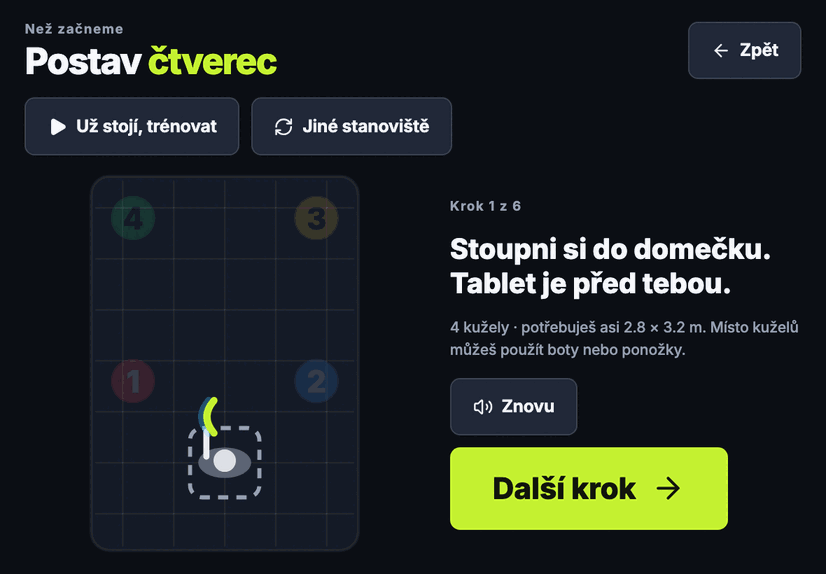 Než začneme
Postav čtverec
Zpět
Už stojí, trénovat
Jiné stanoviště
4
3
1
2
Krok 1 z 6
Stoupni si do domečku.
Tablet je před tebou.
4 kužely · potřebuješ asi 2.8 × 3.2 m. Místo kuželů
můžeš použít boty nebo ponožky.
Znovu
Další krok